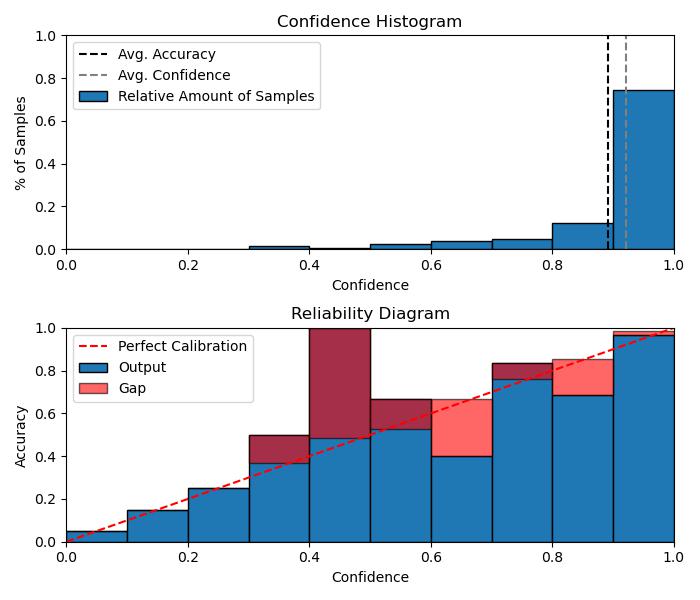 Confidence Histogram
1.0
0.8
0.6
0.4
0.2
0.0
% of Samples
Avg. Accuracy
Avg. Confidence
Relative Amount of Samples
0.0 0.2 0.4 0.6 0.8 1.0
Confidence
Reliability Diagram
1.0
0.8
0.6
0.4
0.2
0.0
Accuracy
Perfect Calibration
Output
Gap
0.0 0.2 0.4 0.6 0.8 1.0
Confidence